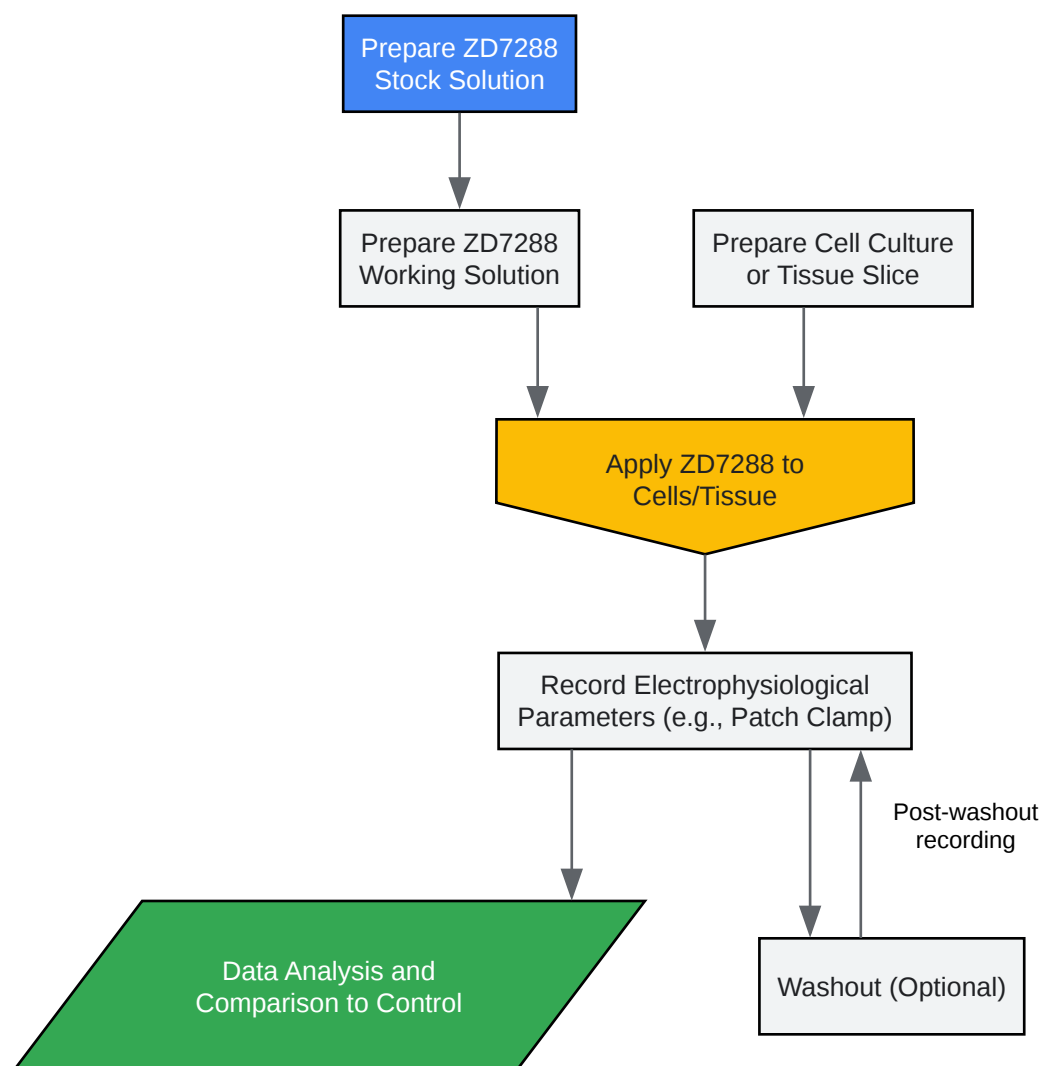 Prepare ZD7288
Stock Solution
Prepare ZD7288
Working Solution
Prepare Cell Culture
or Tissue Slice
Apply ZD7288 to
Cells/Tissue
Record Electrophysiological
Parameters (e.g., Patch Clamp)
Post-washout
recording
Data Analysis and
Comparison to Control
Washout (Optional)